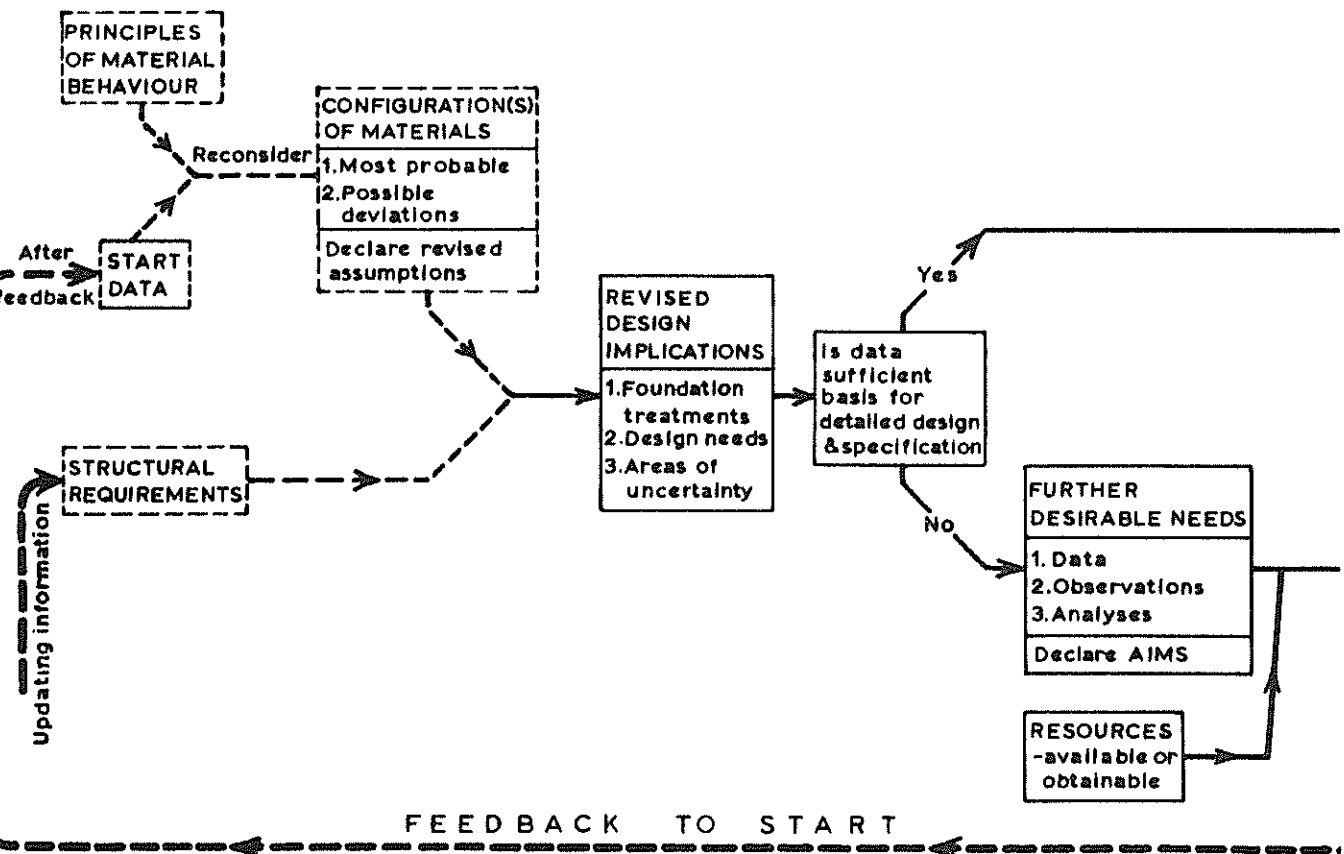 PRINCIPLES
OF MATERIAL
BEHAVIOUR
Reconsider
CONFIGURATION(S)
OF MATERIALS
1.Most probable
2.Possible
deviations
Declare revised
assumptions
After
feedback
START
DATA
STRUCTURAL
REQUIREMENTS
Updating information
REVISED
DESIGN
IMPLICATIONS
1.Foundation
treatments
2.Design needs
3.Areas of
uncertainty
Is data
sufficient
basis for
detailed design
&specification
Yes
No
FURTHER
DESIRABLE NEEDS
1. Data
2.Observations
3.Analyses
Declare AIMS
RESOURCES
-available or
obtainable
FEEDBACK TO START